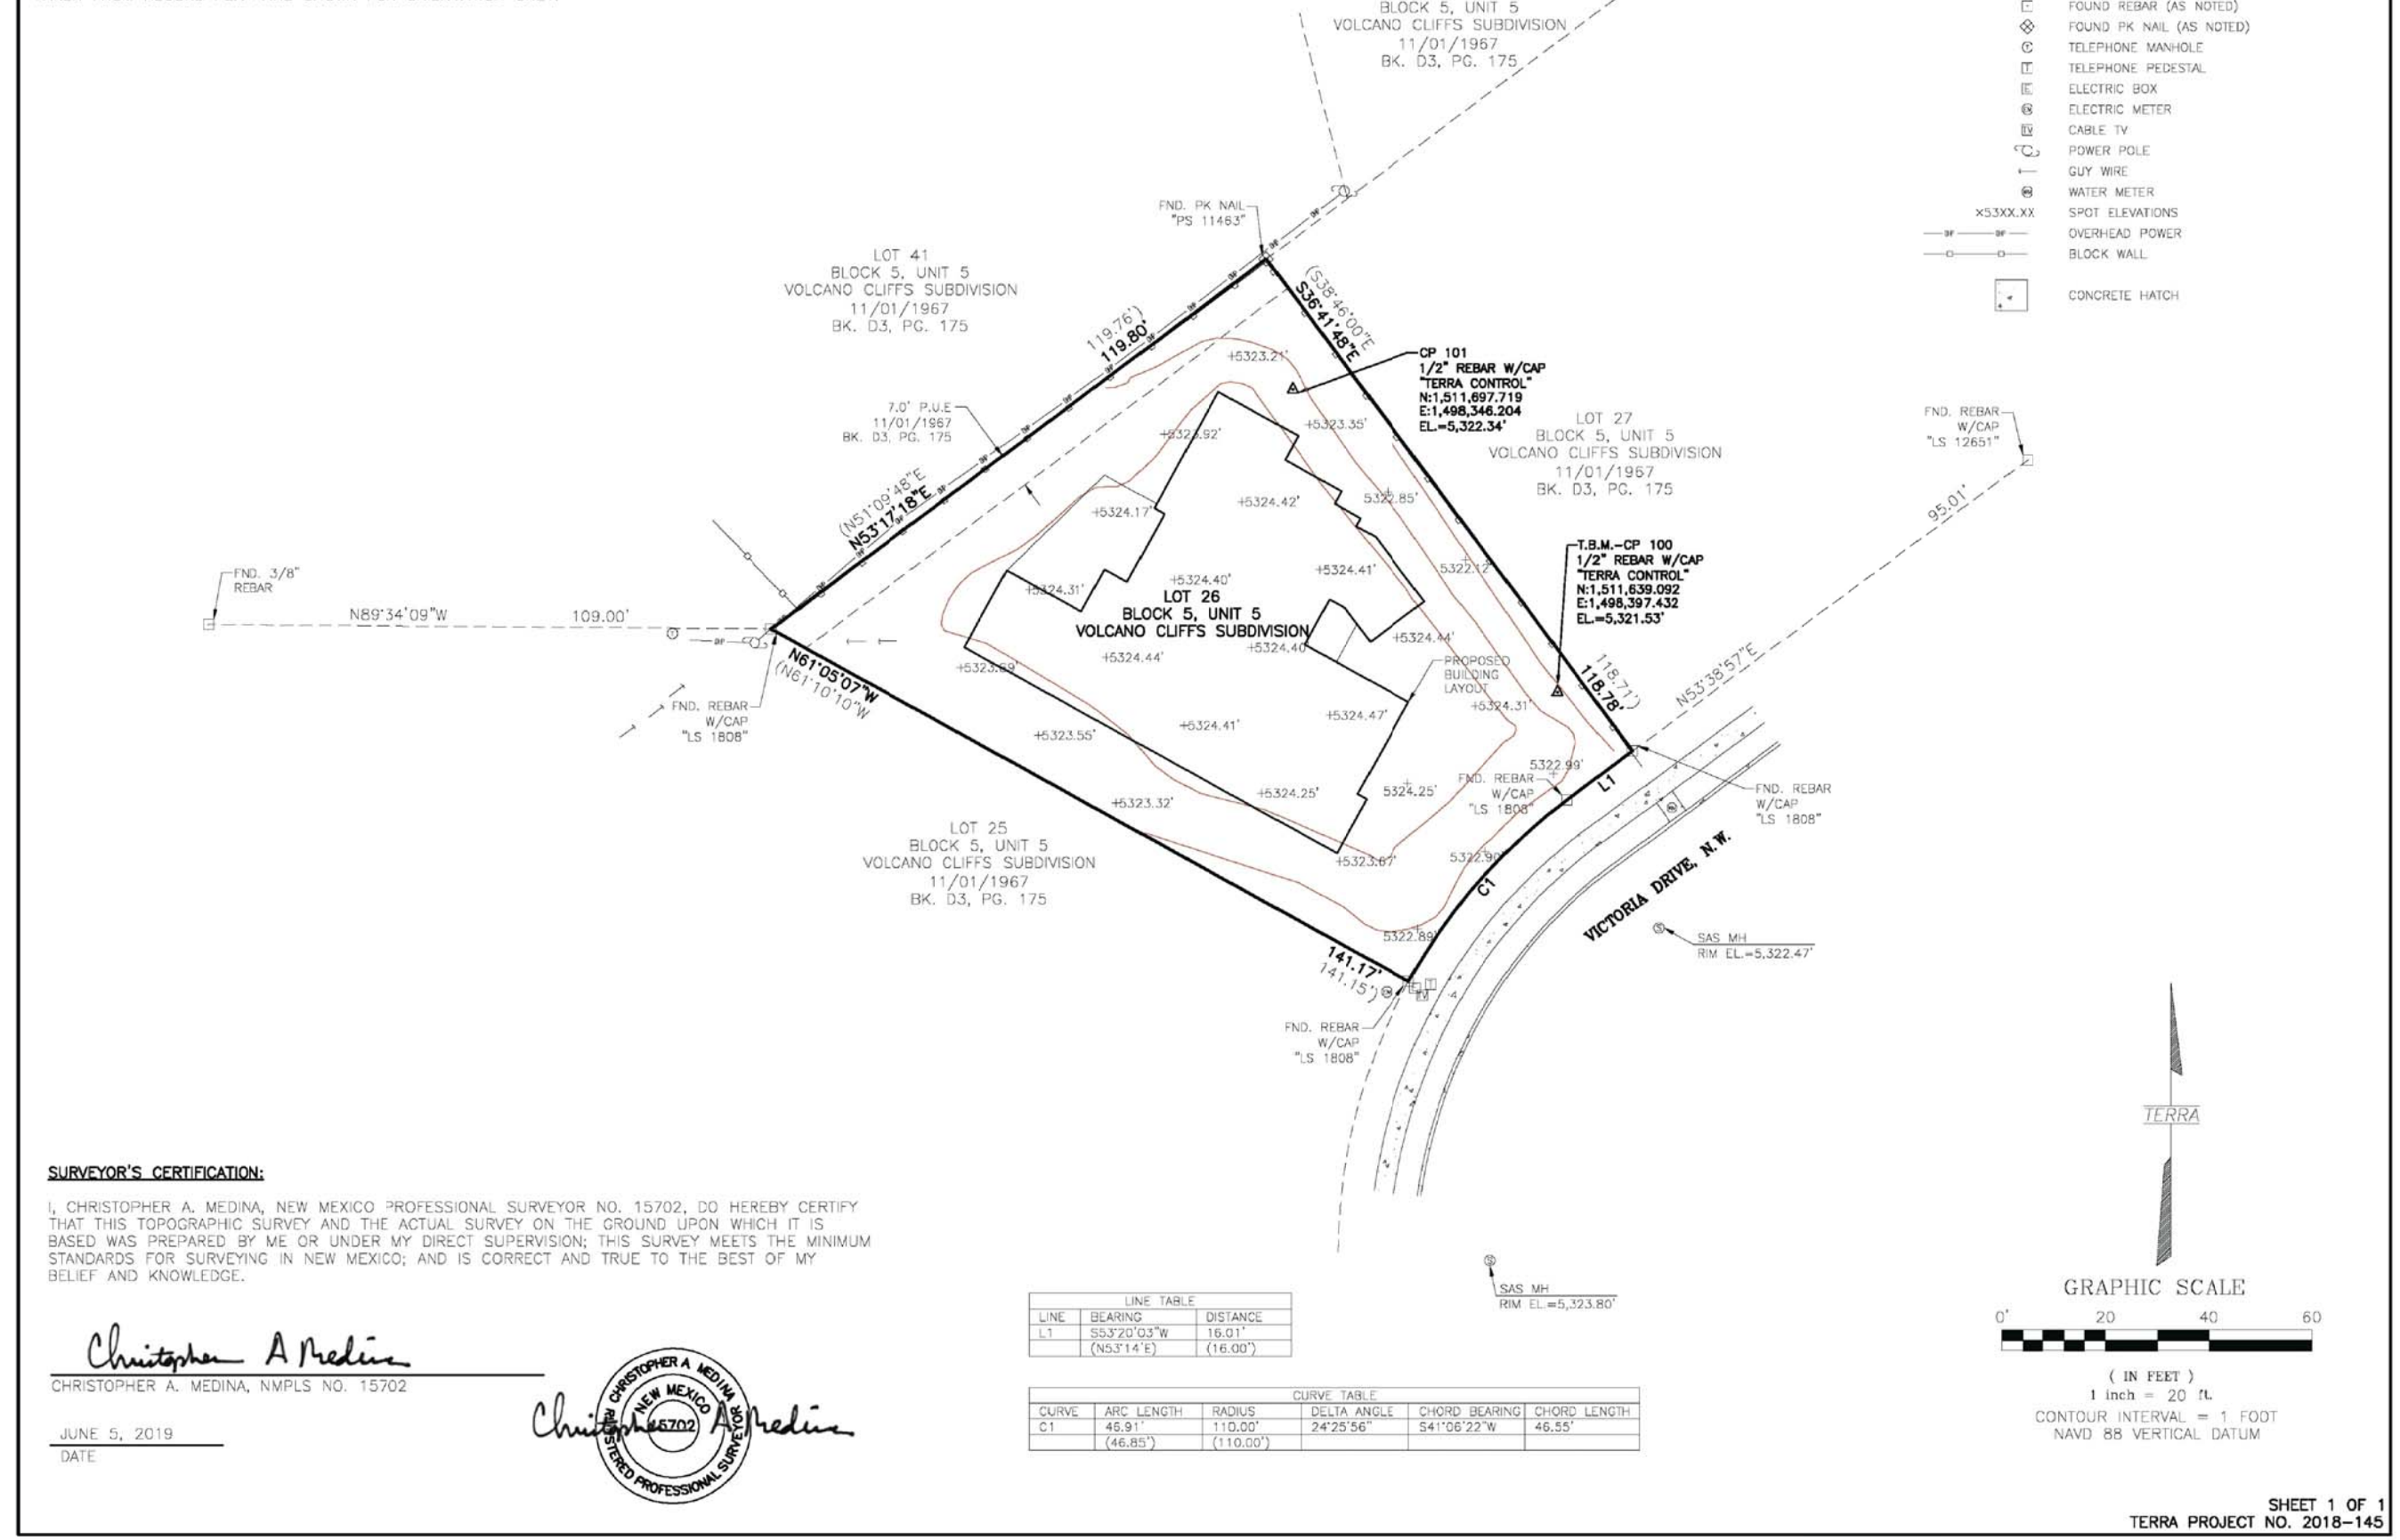 BLOCK 5, UNIT 5
VOLCANO CLIFFS SUBDIVISION
11/01/1967
BK. D3, PG. 175
FOUND REBAR (AS NOTED)
FOUND PK NAIL (AS NOTED)
TELEPHONE MANHOLE
T TELEPHONE PEDESTAL
E ELECTRIC BOX
ELECTRIC METER
TV CABLE TV
POWER POLE
GUY WIRE
WATER METER
×53XX.XX SPOT ELEVATIONS
OVERHEAD POWER
BLOCK WALL
CONCRETE HATCH
FND. PK NAIL
"PS 11463"
LOT 41
BLOCK 5, UNIT 5
VOLCANO CLIFFS SUBDIVISION
11/01/1967
BK. D3, PG. 175
(S38°46'00"E
S36°41'48"E
119.76')
119.80'
+5323.21'
CP 101
1/2" REBAR W/CAP
"TERRA CONTROL"
N:1,511,697.719
E:1,498,346.204
EL.=5,322.34'
7.0' P.U.E
11/01/1967
BK. D3, PG. 175
+5323.92'
+5323.35'
LOT 27
BLOCK 5, UNIT 5
VOLCANO CLIFFS SUBDIVISION
11/01/1967
BK. D3, PG. 175
FND. REBAR
W/CAP
"LS 12651"
95.01'
(N51°09'48"E
N53°17'18"E
+5324.17'
+5324.42'
5322.85'
T.B.M.-CP 100
1/2" REBAR W/CAP
"TERRA CONTROL"
N:1,511,639.092
E:1,498,397.432
EL.=5,321.53'
FND. 3/8"
REBAR
N89°34'09"W 109.00'
+5324.31'
+5324.40'
+5324.41'
5322.12'
LOT 26
BLOCK 5, UNIT 5
VOLCANO CLIFFS SUBDIVISION
+5324.44'
+5324.40'
+5324.44'
N61°05'07"W
(N61°10'10"W
+5323.69'
PROPOSED
BUILDING
LAYOUT
118.71')
118.78'
N53°38'57"E
FND. REBAR
W/CAP
"LS 1808"
+5324.31'
+5323.55'
+5324.41'
+5324.47'
5322.99'
FND. REBAR
W/CAP
"LS 1808"
L1
+5323.32'
+5324.25'
5324.25'
FND. REBAR
W/CAP
"LS 1808"
LOT 25
BLOCK 5, UNIT 5
VOLCANO CLIFFS SUBDIVISION
11/01/1967
BK. D3, PG. 175
+5323.67'
5322.90'
C1
VICTORIA DRIVE, N.W.
SAS MH
RIM EL.=5,322.47'
5322.89'
141.17'
141.15')
T
TV
FND. REBAR
W/CAP
"LS 1808"
TERRA
SURVEYOR'S CERTIFICATION:
I, CHRISTOPHER A. MEDINA, NEW MEXICO PROFESSIONAL SURVEYOR NO. 15702, DO HEREBY CERTIFY
THAT THIS TOPOGRAPHIC SURVEY AND THE ACTUAL SURVEY ON THE GROUND UPON WHICH IT IS
BASED WAS PREPARED BY ME OR UNDER MY DIRECT SUPERVISION; THIS SURVEY MEETS THE MINIMUM
STANDARDS FOR SURVEYING IN NEW MEXICO; AND IS CORRECT AND TRUE TO THE BEST OF MY
BELIEF AND KNOWLEDGE.
Christopher A Medina
CHRISTOPHER A. MEDINA, NMPLS NO. 15702
JUNE 5, 2019
DATE
CHRISTOPHER A MEDINA
NEW MEXICO
15702
REGISTERED PROFESSIONAL SURVEYOR
Christopher A Medina
SAS MH
RIM EL.=5,323.80'
LINE TABLE
LINE BEARING DISTANCE
L1 S53°20'03"W 16.01'
(N53°14'E) (16.00')
CURVE TABLE
CURVE ARC LENGTH RADIUS DELTA ANGLE CHORD BEARING CHORD LENGTH
C1 46.91' 110.00' 24°25'56" S41°06'22"W 46.55'
(46.85') (110.00')
GRAPHIC SCALE
0' 20 40 60
( IN FEET )
1 inch = 20 ft.
CONTOUR INTERVAL = 1 FOOT
NAVD 88 VERTICAL DATUM
SHEET 1 OF 1
TERRA PROJECT NO. 2018-145